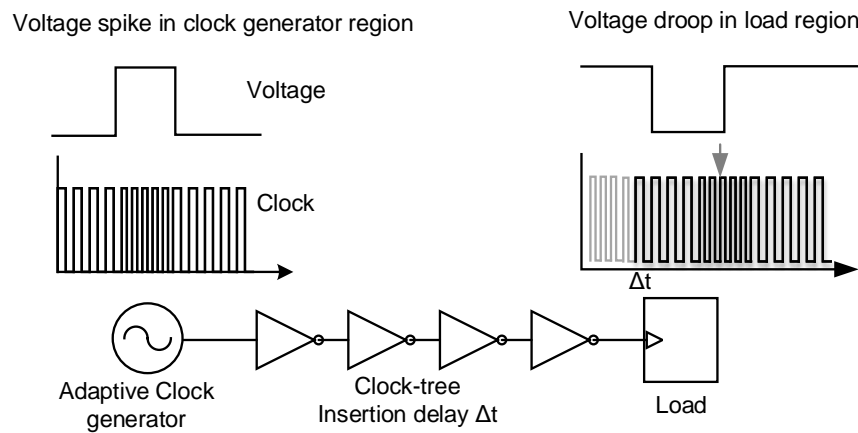 Voltage spike in clock generator region
Voltage droop in load region
Voltage
Clock
Δt
Adaptive Clock
generator
Clock-tree
Insertion delay Δt
Load